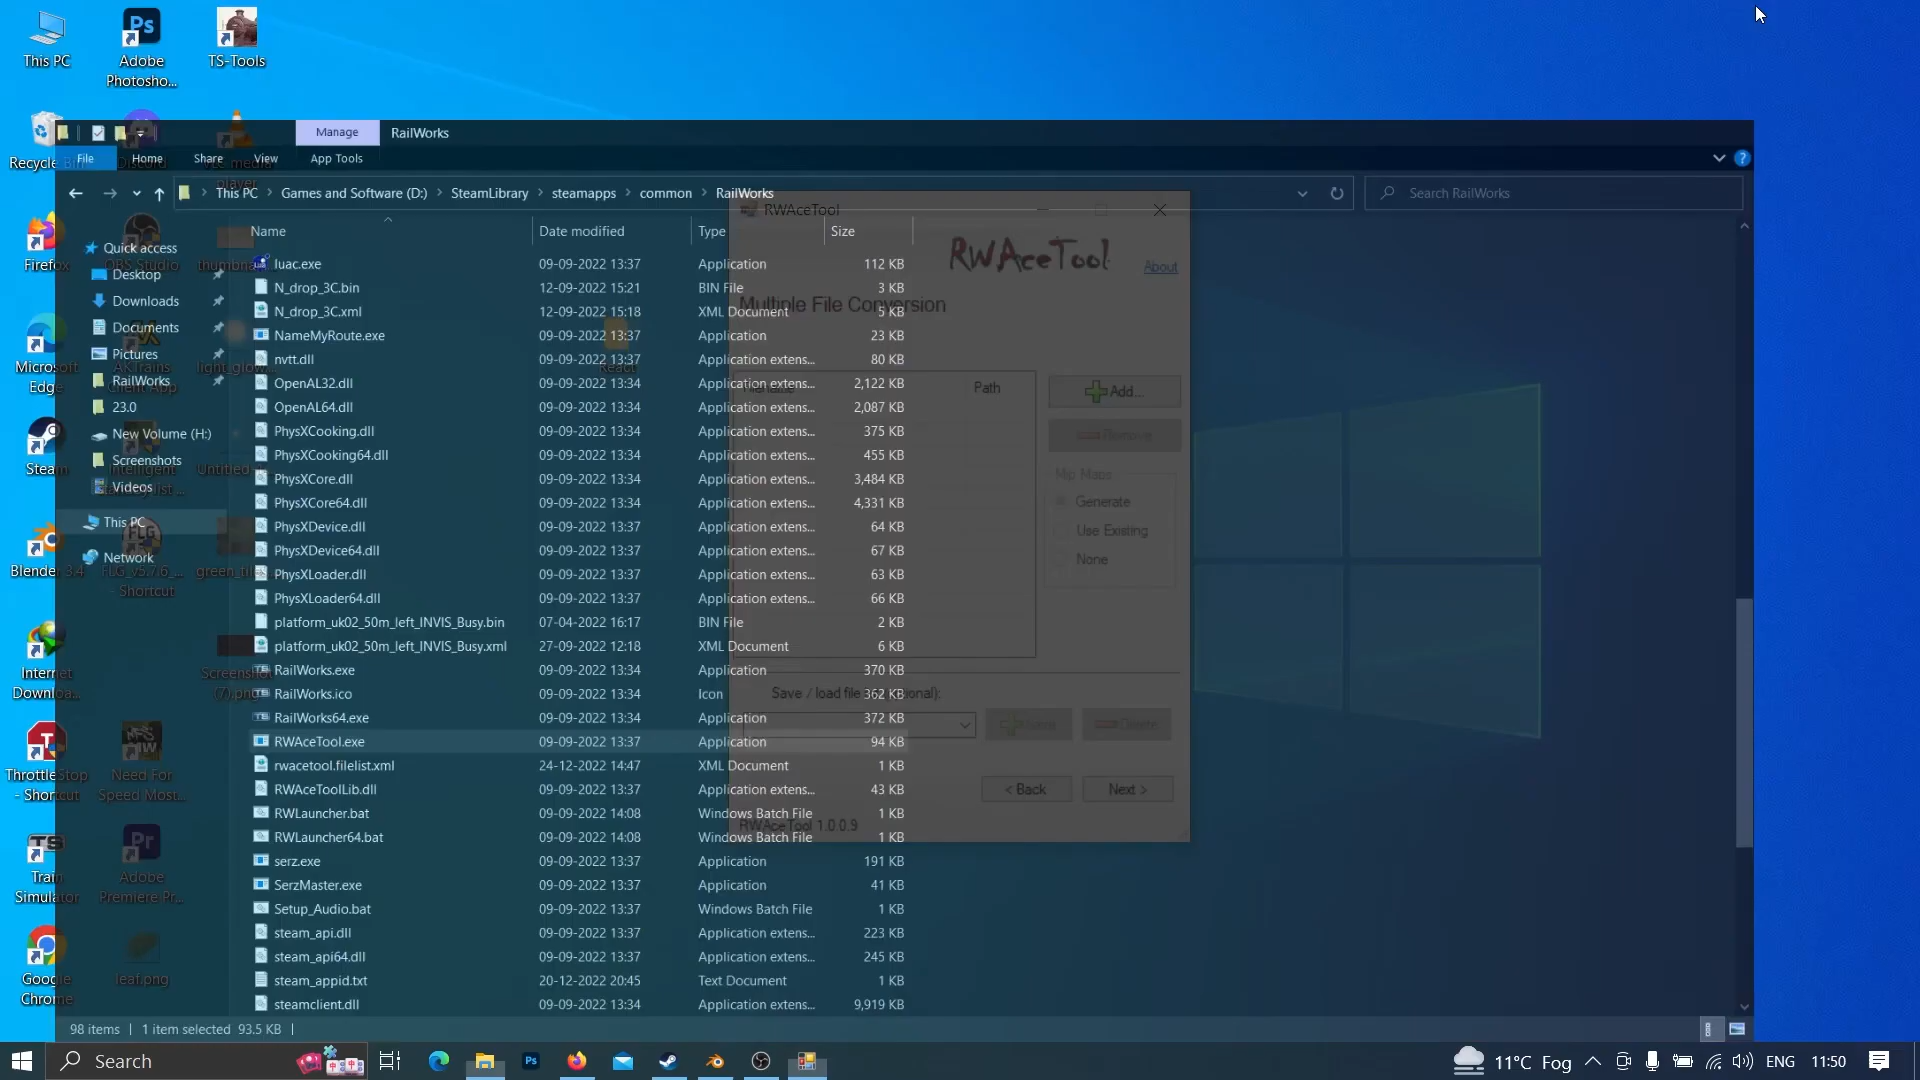 This PC
Adobe
Photosho...
TS-Tools
Recycle Bin
Discord
VLC media
player
Manage
RailWorks
File
Home
Share
View
App Tools
This PC > Games and Software (D:) > SteamLibrary > steamapps > common > RailWorks
Search RailWorks
Firefox
OBS Studio
Microsoft
Edge
Steam
Blender 3.4
- Shortcut
Internet
Downloa...
Screenshot
(7).png
ThrottleStop
- Shortcut
Need For
Speed Most...
Train
Simulator
Adobe
Premiere Pr...
Google
Chrome
leaf.png
Quick access
Desktop
Downloads
Documents
Pictures
RailWorks
23.0
New Volume (H:)
Screenshots
Videos
This PC
Network
Name
Date modified
Type
Size
luac.exe 09-09-2022 13:37 Application 112 KB
N_drop_3C.bin 12-09-2022 15:21 BIN File 3 KB
N_drop_3C.xml 12-09-2022 15:18 XML Document 5 KB
NameMyRoute.exe 09-09-2022 13:37 Application 23 KB
nvtt.dll 09-09-2022 13:37 Application extens... 80 KB
OpenAL32.dll 09-09-2022 13:34 Application extens... 2,122 KB
OpenAL64.dll 09-09-2022 13:34 Application extens... 2,087 KB
PhysXCooking.dll 09-09-2022 13:34 Application extens... 375 KB
PhysXCooking64.dll 09-09-2022 13:34 Application extens... 455 KB
PhysXCore.dll 09-09-2022 13:34 Application extens... 3,484 KB
PhysXCore64.dll 09-09-2022 13:34 Application extens... 4,331 KB
PhysXDevice.dll 09-09-2022 13:37 Application extens... 64 KB
PhysXDevice64.dll 09-09-2022 13:37 Application extens... 67 KB
PhysXLoader.dll 09-09-2022 13:37 Application extens... 63 KB
PhysXLoader64.dll 09-09-2022 13:37 Application extens... 66 KB
platform_uk02_50m_left_INVIS_Busy.bin 07-04-2022 16:17 BIN File 2 KB
platform_uk02_50m_left_INVIS_Busy.xml 27-09-2022 12:18 XML Document 6 KB
RailWorks.exe 09-09-2022 13:34 Application 370 KB
RailWorks.ico 09-09-2022 13:34 Icon 362 KB
RailWorks64.exe 09-09-2022 13:34 Application 372 KB
RWAceTool.exe 09-09-2022 13:37 Application 94 KB
rwacetool.filelist.xml 24-12-2022 14:47 XML Document 1 KB
RWAceToolLib.dll 09-09-2022 13:37 Application extens... 43 KB
RWLauncher.bat 09-09-2022 14:08 Windows Batch File 1 KB
RWLauncher64.bat 09-09-2022 14:08 Windows Batch File 1 KB
serz.exe 09-09-2022 13:37 Application 191 KB
SerzMaster.exe 09-09-2022 13:37 Application 41 KB
Setup_Audio.bat 09-09-2022 13:37 Windows Batch File 1 KB
steam_api.dll 09-09-2022 13:37 Application extens... 223 KB
steam_api64.dll 09-09-2022 13:37 Application extens... 245 KB
steam_appid.txt 20-12-2022 20:45 Text Document 1 KB
steamclient.dll 09-09-2022 13:34 Application extens... 9,919 KB
RWAceTool
RWAceTool
About
Multiple File Conversion
Path
Add...
Remove
Mip Maps
Generate
Use Existing
None
Save / load file
Save
Delete
< Back
Next >
RWAceTool 1.0.0.9
98 items
1 item selected 93.5 KB
Search
11°C Fog
ENG
11:50